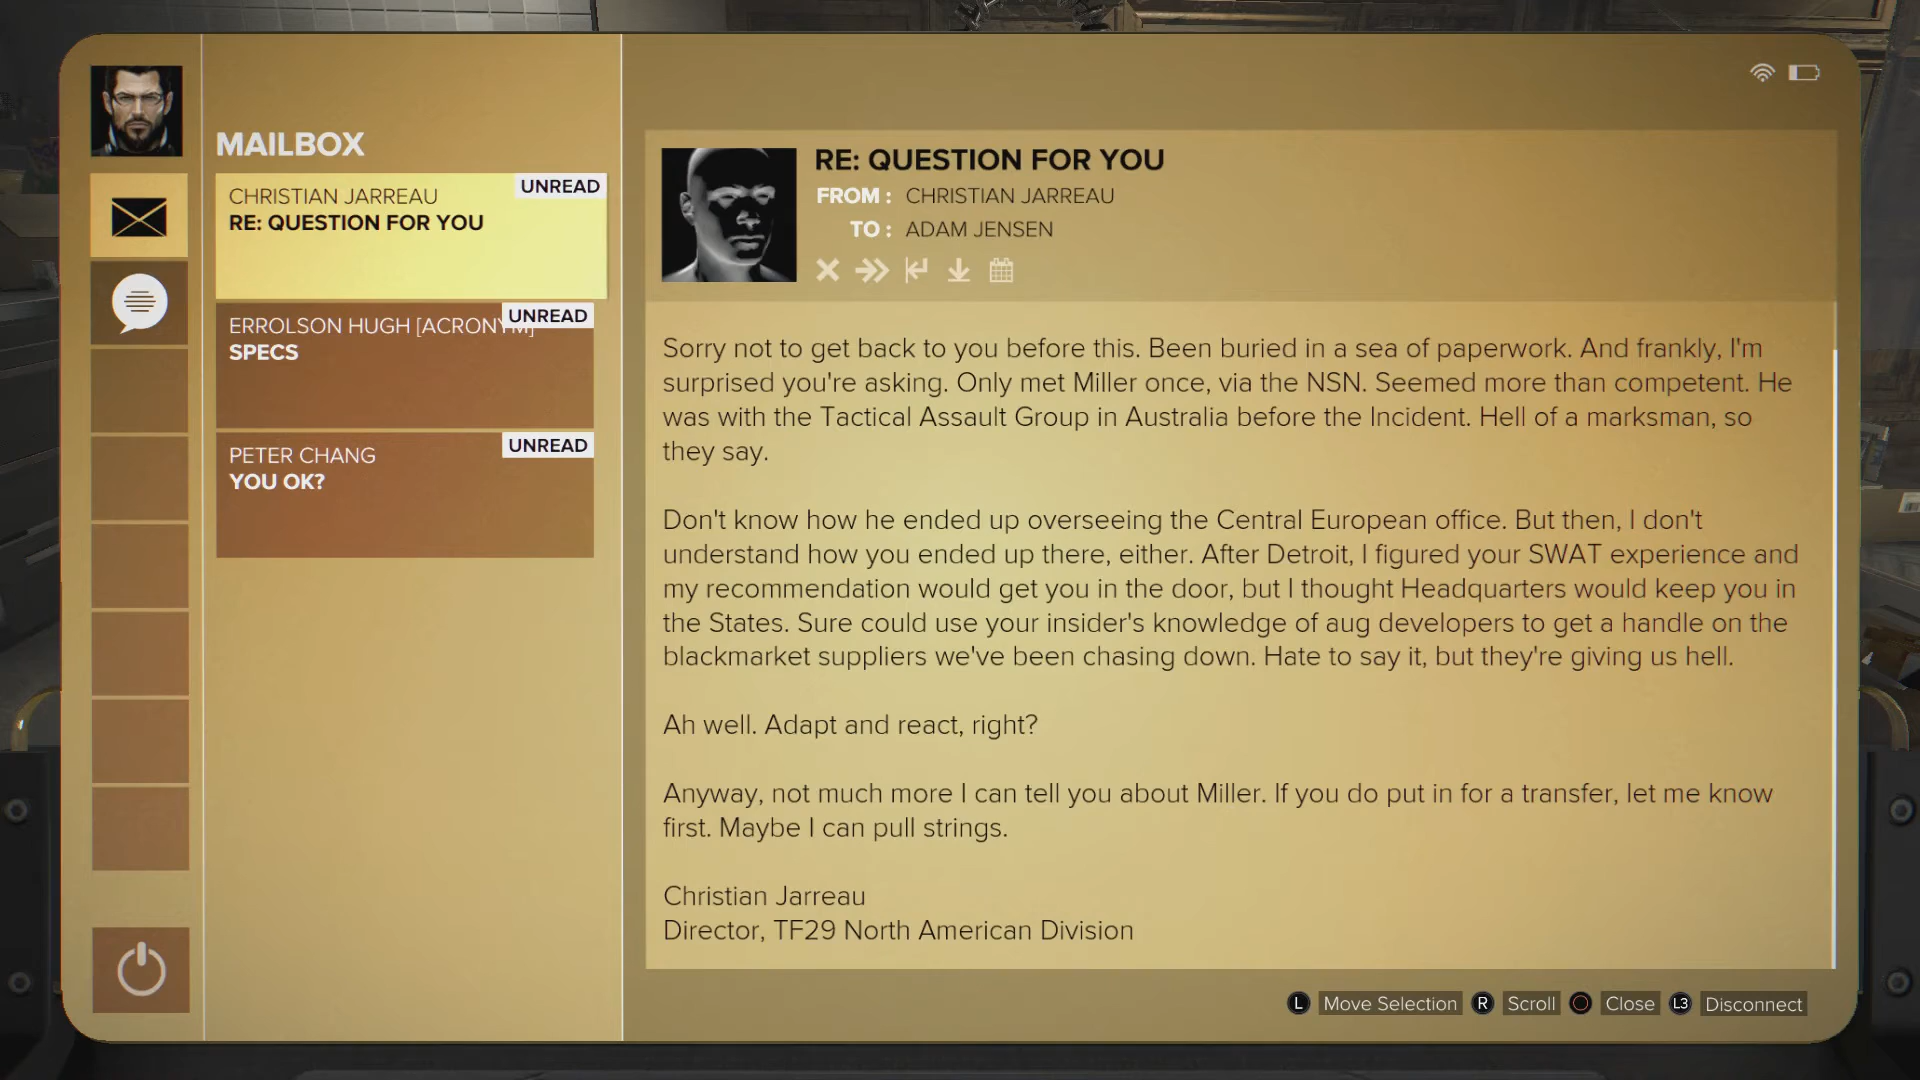 MAILBOX
CHRISTIAN JARREAU
UNREAD
RE: QUESTION FOR YOU
ERROLSON HUGH [ACRONYM]
UNREAD
SPECS
PETER CHANG
UNREAD
YOU OK?
RE: QUESTION FOR YOU
FROM : CHRISTIAN JARREAU
TO : ADAM JENSEN
Sorry not to get back to you before this. Been buried in a sea of paperwork. And frankly, I'm
surprised you're asking. Only met Miller once, via the NSN. Seemed more than competent. He
was with the Tactical Assault Group in Australia before the Incident. Hell of a marksman, so
they say.
Don't know how he ended up overseeing the Central European office. But then, I don't
understand how you ended up there, either. After Detroit, I figured your SWAT experience and
my recommendation would get you in the door, but I thought Headquarters would keep you in
the States. Sure could use your insider's knowledge of aug developers to get a handle on the
blackmarket suppliers we've been chasing down. Hate to say it, but they're giving us hell.
Ah well. Adapt and react, right?
Anyway, not much more I can tell you about Miller. If you do put in for a transfer, let me know
first. Maybe I can pull strings.
Christian Jarreau
Director, TF29 North American Division
L Move Selection R Scroll Close L3 Disconnect